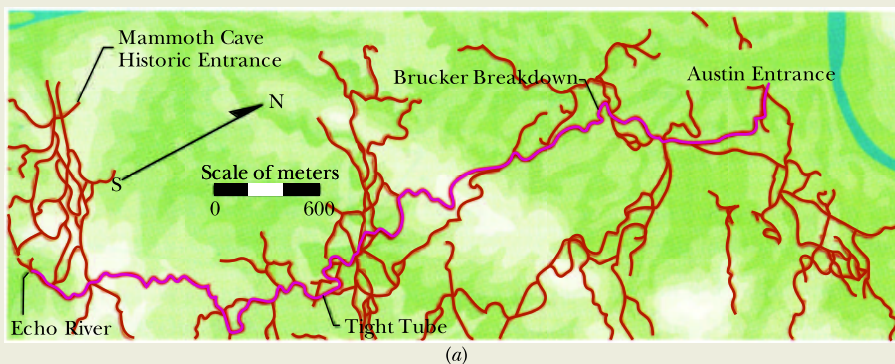 Mammoth Cave
Historic Entrance
Brucker Breakdown
Austin Entrance
N
S
Scale of meters
0
600
Echo River
Tight Tube
(a)